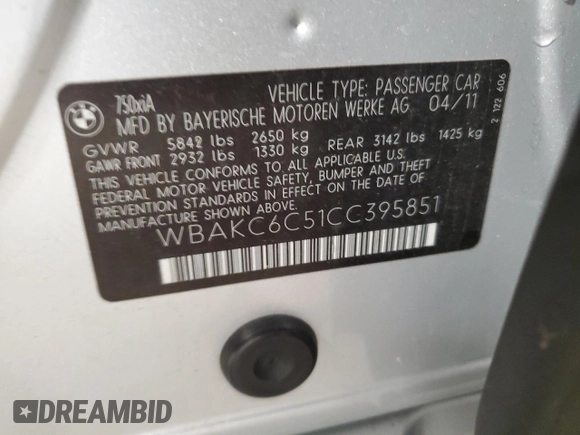 BMW
750xiA
VEHICLE TYPE: PASSENGER CAR
MFD BY BAYERISCHE MOTOREN WERKE AG 04/11
GVWR 5842 lbs 2650 kg
GAWR FRONT 2932 lbs 1330 kg REAR 3142 lbs 1425 kg
THIS VEHICLE CONFORMS TO ALL APPLICABLE U.S.
FEDERAL MOTOR VEHICLE SAFETY, BUMPER AND THEFT
PREVENTION STANDARDS IN EFFECT ON THE DATE OF
MANUFACTURE SHOWN ABOVE.
WBAKC6C51CC395851
2 122 606
DREAMBID